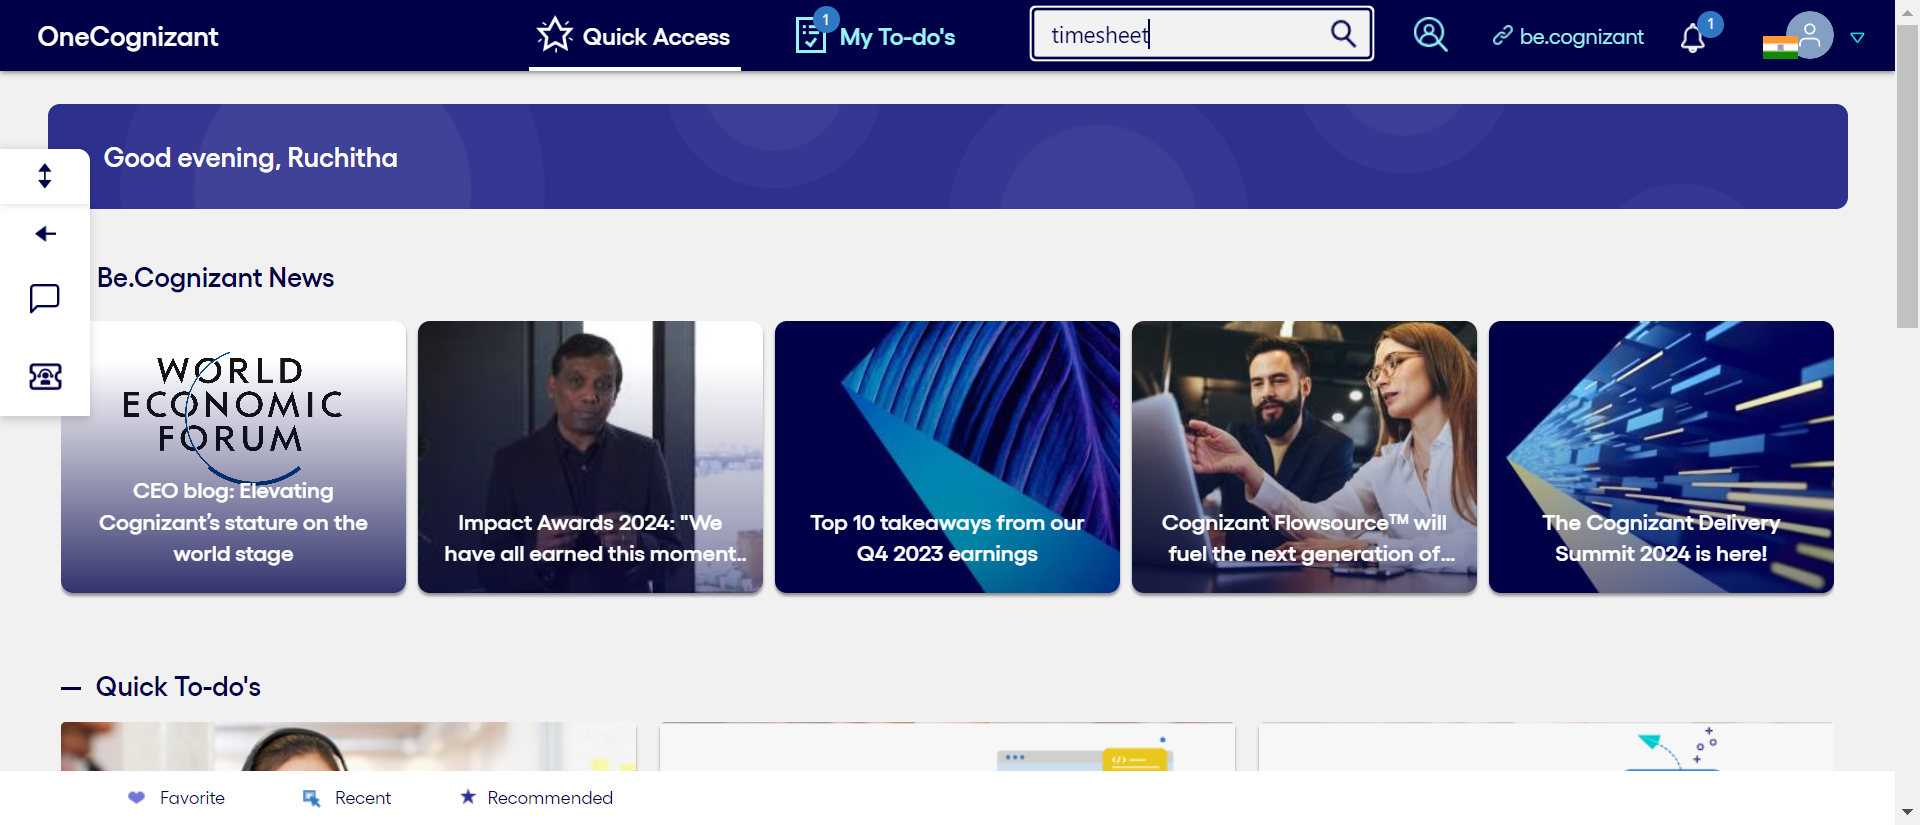 OneCognizant
Quick Access
1
My To-do's
timesheet
be.cognizant
1
Good evening, Ruchitha
Be.Cognizant News
WORLD
ECONOMIC
FORUM
CEO blog: Elevating
Cognizant’s stature on the
world stage
Impact Awards 2024: "We
have all earned this moment..
Top 10 takeaways from our
Q4 2023 earnings
Cognizant Flowsource™ will
fuel the next generation of...
The Cognizant Delivery
Summit 2024 is here!
Quick To-do's
</>
Favorite
Recent
Recommended